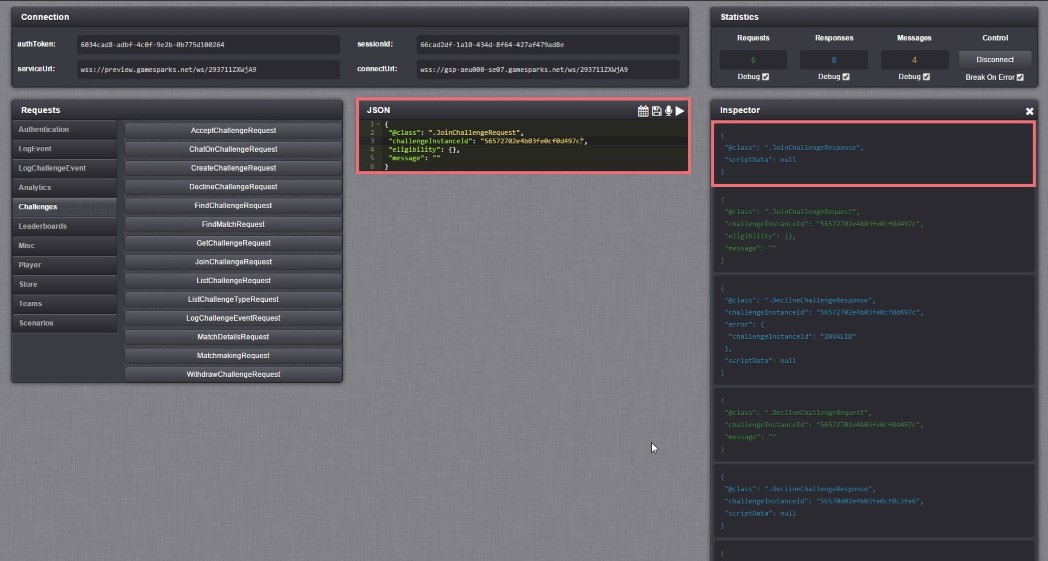 Connection
authToken:
6034cad8-adbf-4c0f-9e2b-0b775d100264
sessionId:
66cad2df-1a10-434d-8f64-427af479ad8e
serviceUrl:
wss://preview.gamesparks.net/ws/293711ZXWjA9
connectUrl:
wss://gsp-aeu000-se07.gamesparks.net/ws/293711ZXWjA9
Statistics
Requests
Responses
Messages
Control
6
8
4
Disconnect
Debug
Debug
Debug
Break On Error
Requests
Authentication
LogEvent
LogChallengeEvent
Analytics
Challenges
Leaderboards
Misc
Player
Store
Teams
Scenarios
AcceptChallengeRequest
ChatOnChallengeRequest
CreateChallengeRequest
DeclineChallengeRequest
FindChallengeRequest
FindMatchRequest
GetChallengeRequest
JoinChallengeRequest
ListChallengeRequest
ListChallengeTypeRequest
LogChallengeEventRequest
MatchDetailsRequest
MatchmakingRequest
WithdrawChallengeRequest
JSON
1 {
2 "@class": ".JoinChallengeRequest",
3 "challengeInstanceId": "56572702e4b03fe0cf0d497c",
4 "eligibility": {},
5 "message": ""
6 }
Inspector
{
"@class": ".JoinChallengeResponse",
"scriptData": null
}
{
"@class": ".JoinChallengeRequest",
"challengeInstanceId": "56572702e4b03fe0cf0d497c",
"eligibility": {},
"message": ""
}
{
"@class": ".DeclineChallengeResponse",
"challengeInstanceId": "56572702e4b03fe0cf0d497c",
"error": {
"challengeInstanceId": "INVALID"
},
"scriptData": null
}
{
"@class": ".DeclineChallengeRequest",
"challengeInstanceId": "56572702e4b03fe0cf0d497c",
"message": ""
}
{
"@class": ".DeclineChallengeResponse",
"challengeInstanceId":
"scriptData": null
}
{